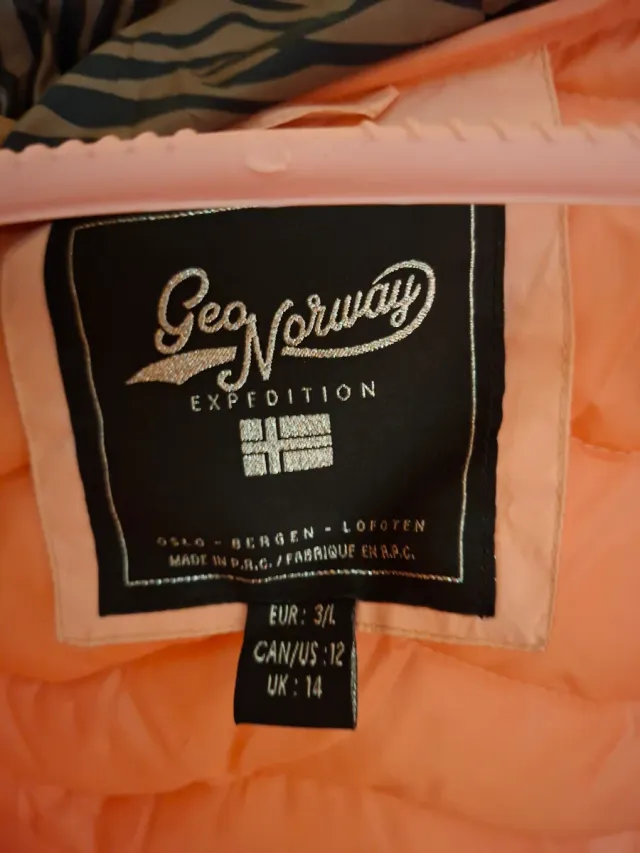 Geo Norway
EXPEDITION
OSLO - BERGEN - LOFOTEN
MADE IN P.R.C. / FABRIQUE EN R.P.C.
EUR: 3/L
CAN/US: 12
UK: 14